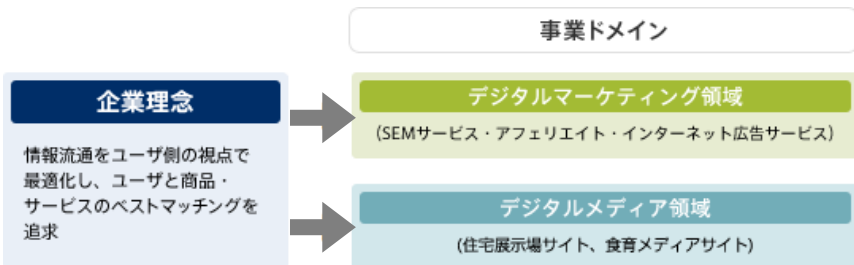 事業ドメイン
企業理念
情報流通をユーザ側の視点で
最適化し、ユーザと商品・
サービスのベストマッチングを
追求
デジタルマーケティング領域
(SEMサービス・アフェリエイト・インターネット広告サービス)
デジタルメディア領域
(住宅展示場サイト、食育メディアサイト)